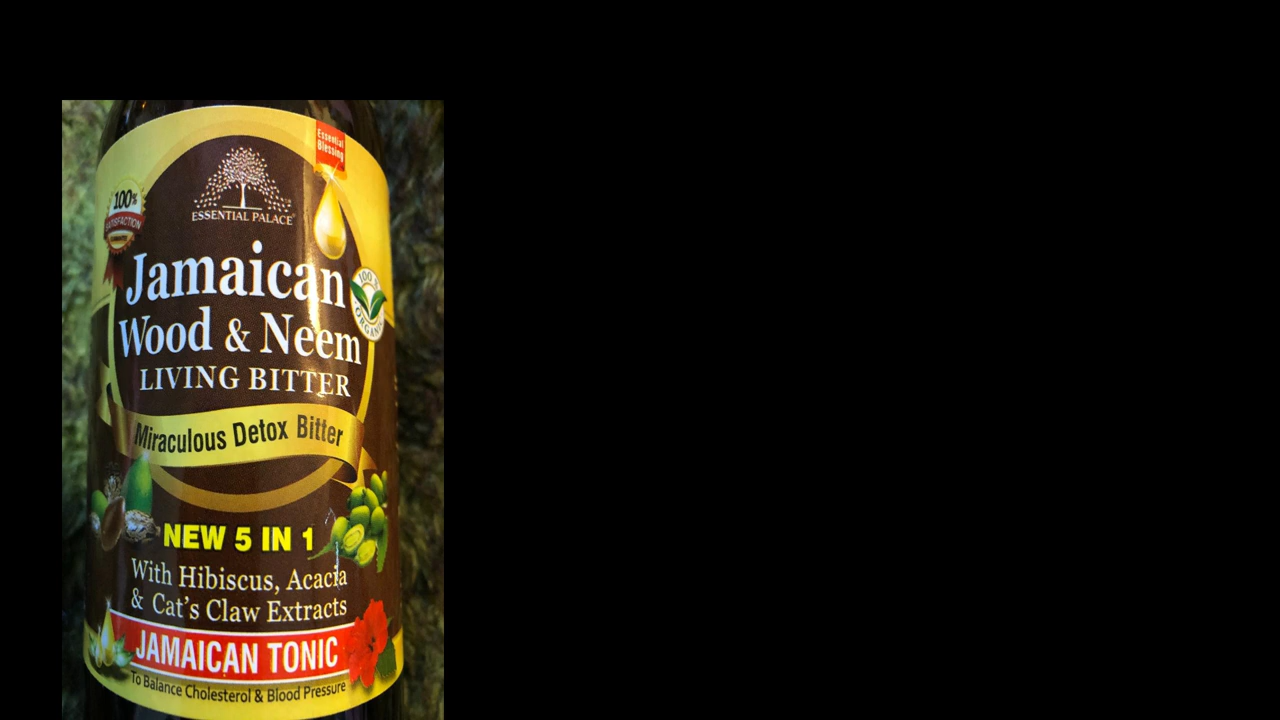 Essential
Blessing
ESSENTIAL PALACE
100%
SATISFACTION
Jamaican
100%
ORGANIC
Wood & Neem
LIVING BITTER
Miraculous Detox Bitter
NEW 5 IN 1
With Hibiscus, Acacia
& Cat's Claw Extracts
JAMAICAN TONIC
To Balance Cholesterol & Blood Pressure